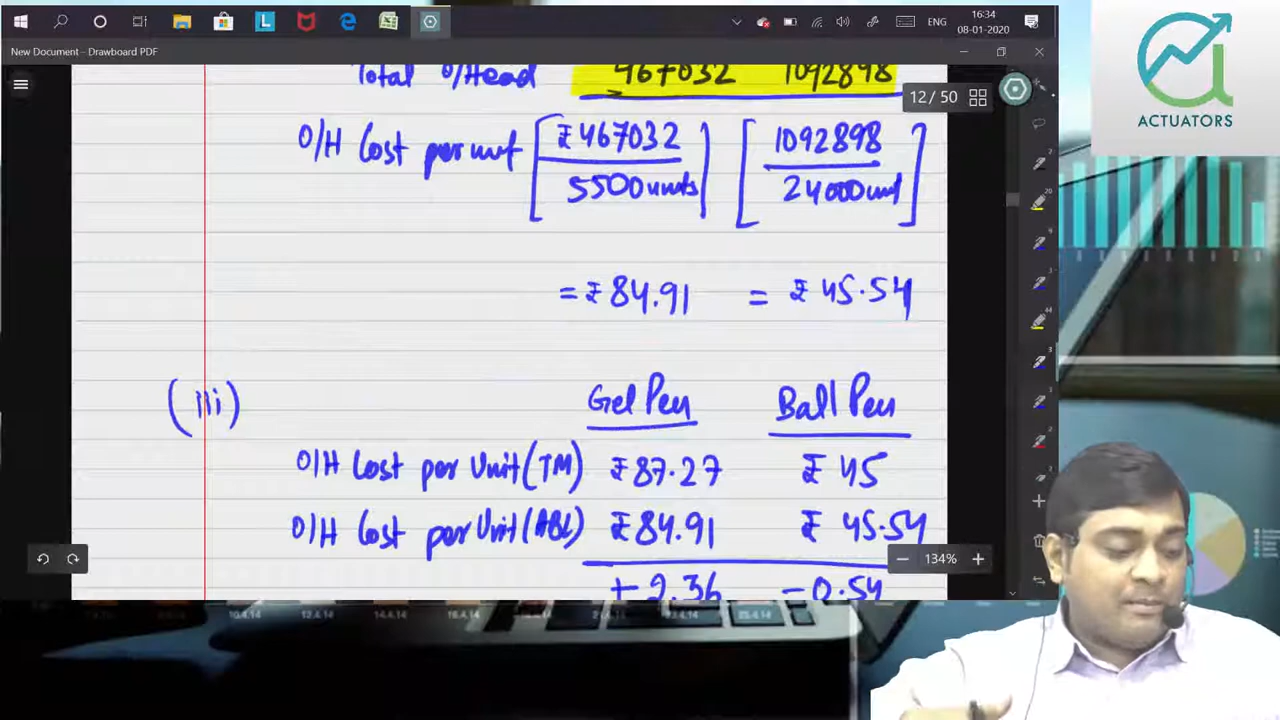 ENG
16:34
08-01-2020
New Document - Drawboard PDF
ACTUATORS
12 / 50
Total O/Head 467032 1092898
O/H Cost per unit [₹467032 / 5500 units] [1092898 / 24000 unit]
= ₹84.91 = ₹45.54
(iii)
Gel Pen Ball Pen
O/H Cost per Unit (TM) ₹87.27 ₹45
O/H Cost per Unit (ABC) ₹84.91 ₹45.54
134%
+2.36 -0.54